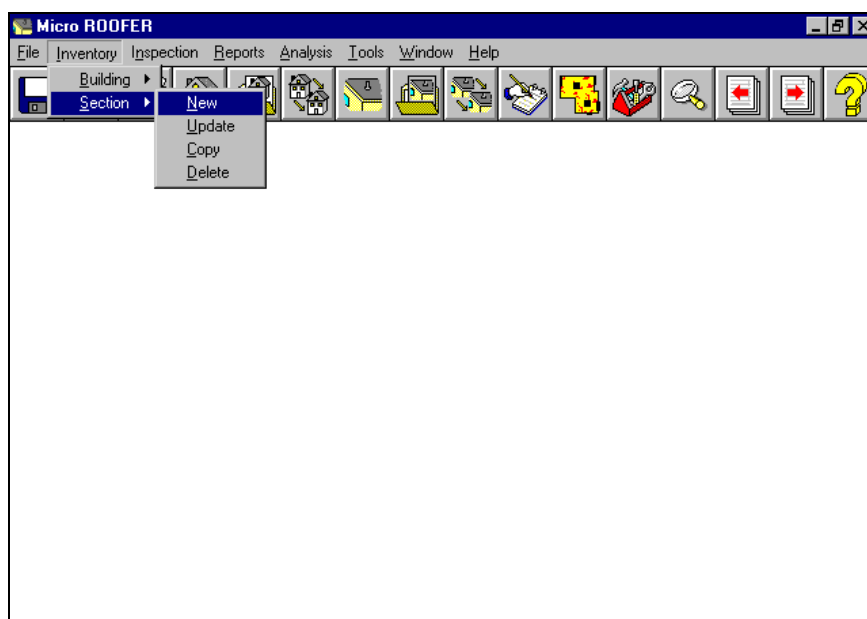 Micro ROOFER
File Inventory Inspection Reports Analysis Tools Window Help
Building
Section New
Update
Copy
Delete